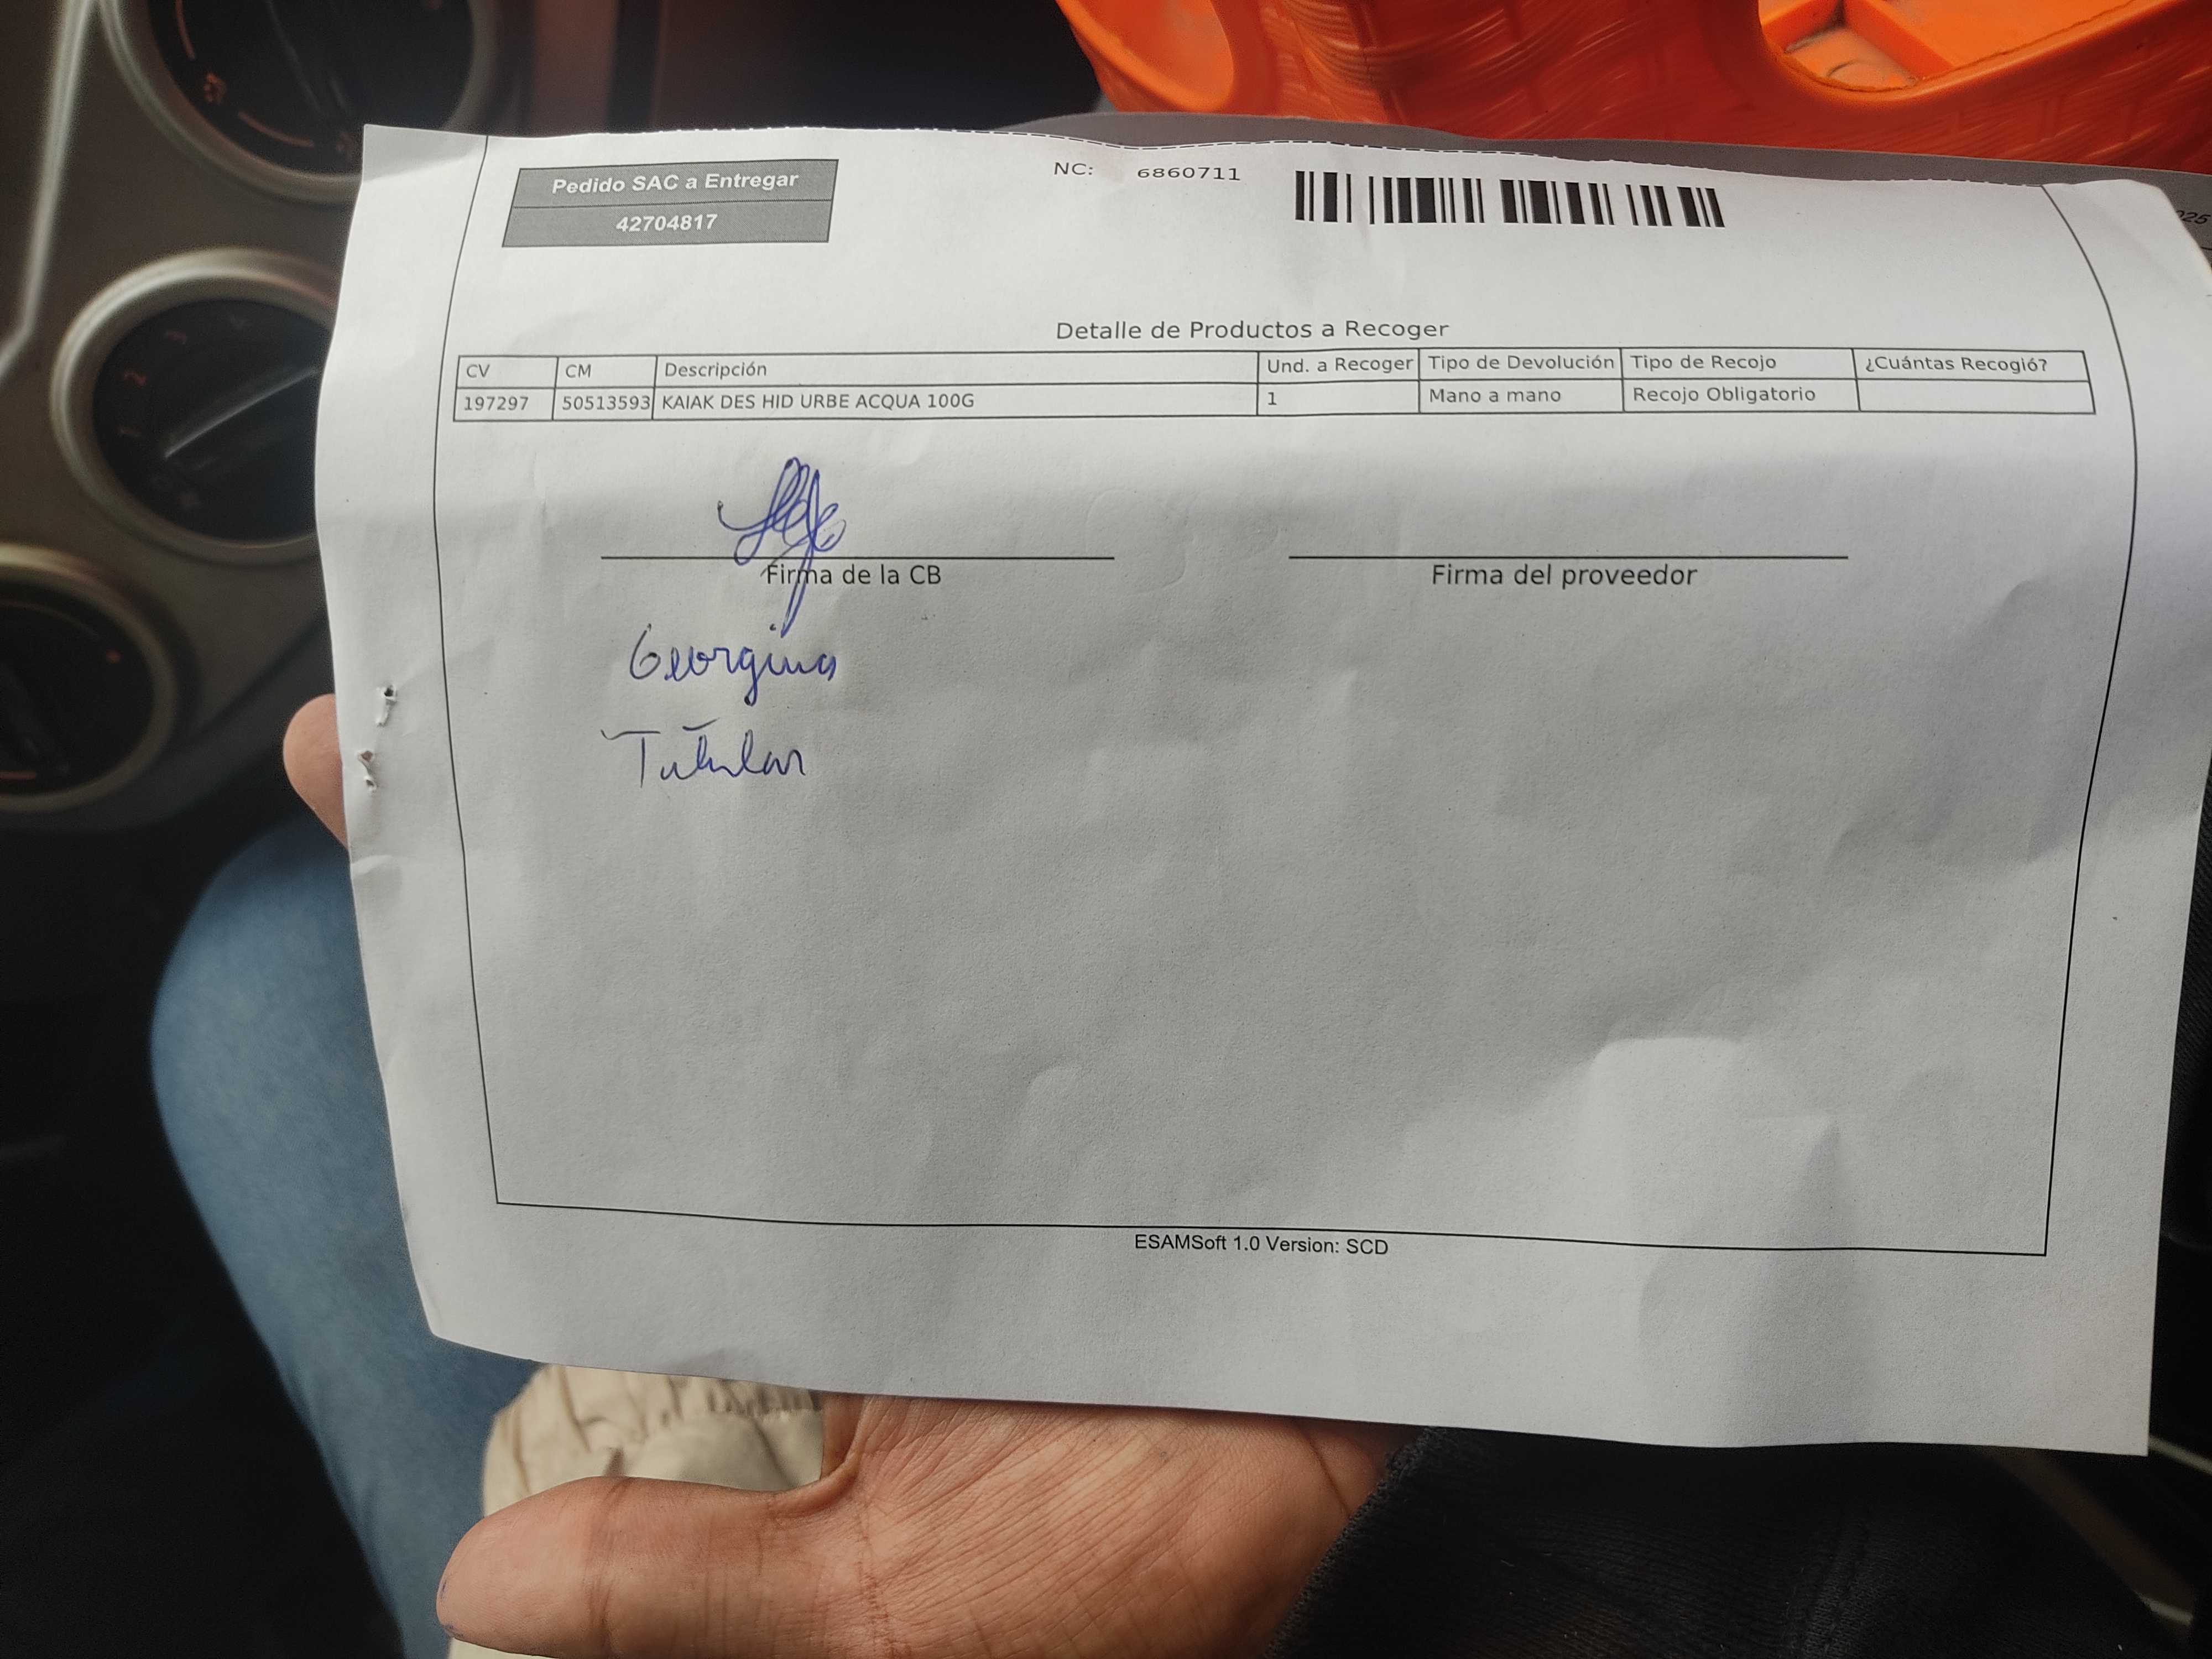 Pedido SAC a Entregar
42704817
NC: 6860711
Detalle de Productos a Recoger
CV CM Descripción Und. a Recoger Tipo de Devolución Tipo de Recojo ¿Cuántas Recogió?
197297 50513593 KAIAK DES HID URBE ACQUA 100G 1 Mano a mano Recojo Obligatorio
Firma de la CB Firma del proveedor
Georgina
Titular
ESAMSoft 1.0 Version: SCD